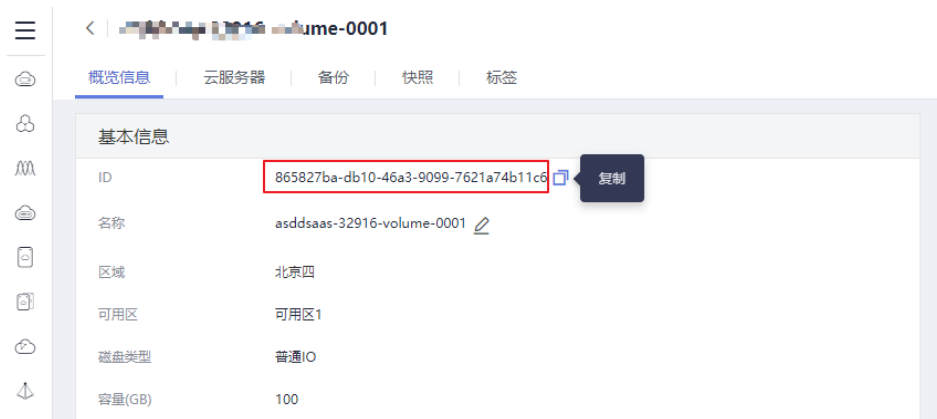 ume-0001
概览信息 云服务器 备份 快照 标签
基本信息
ID 865827ba-db10-46a3-9099-7621a74b11c6 复制
名称 asddsaas-32916-volume-0001
区域 北京四
可用区 可用区1
磁盘类型 普通IO
容量(GB) 100